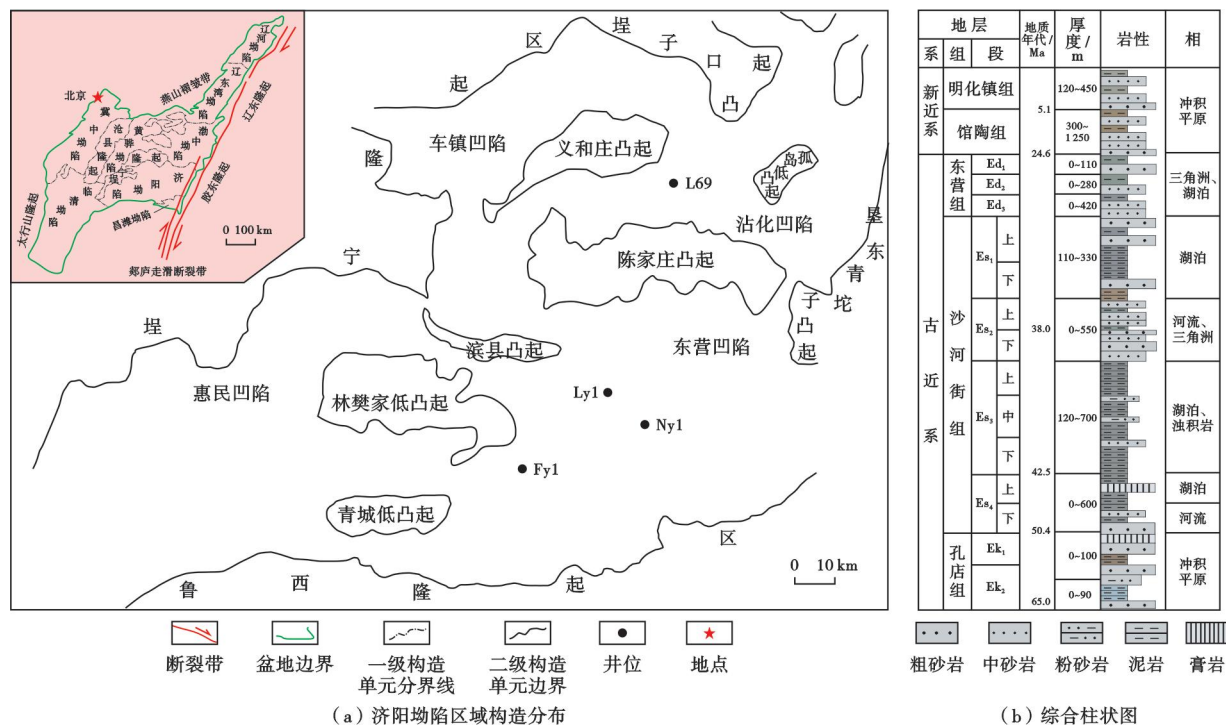 北京
燕山褶皱带
辽河坳陷
辽东坳陷
渤中坳陷
辽东隆起
胶东隆起
冀中坳陷
沧县隆起
黄骅坳陷
埕宁隆起
济阳坳陷
临清坳陷
昌潍坳陷
太行山隆起
郯庐走滑断裂带
0 100 km
埕子口凸起
埕宁隆起区
车镇凹陷
义和庄凸起
孤岛低凸起
L69
沾化凹陷
垦东青坨子凸起
陈家庄凸起
滨县凸起
东营凹陷
惠民凹陷
林樊家低凸起
Ly1
Ny1
Fy1
青城低凸起
鲁西隆起区
0 10 km
断裂带
盆地边界
一级构造
单元分界线
二级构造
单元边界
井位
地点
（a）济阳坳陷区域构造分布
地层
系 组 段
地质
年代/
Ma
厚
度/
m
岩性
相
新近系
明化镇组
120~450
冲积
平原
5.1
馆陶组
300~
1 250
24.6
古近系
东营组
Ed1
0~110
三角洲、
湖泊
Ed2
0~280
Ed3
0~420
沙河街组
Es1
上
下
110~330
湖泊
Es2
上
下
38.0
0~550
河流、
三角洲
Es3
上
中
下
120~700
湖泊、
浊积岩
42.5
Es4
上
下
0~600
湖泊
河流
50.4
孔店组
Ek1
0~100
冲积
平原
Ek2
0~90
65.0
粗砂岩
中砂岩
粉砂岩
泥岩
膏岩
（b）综合柱状图